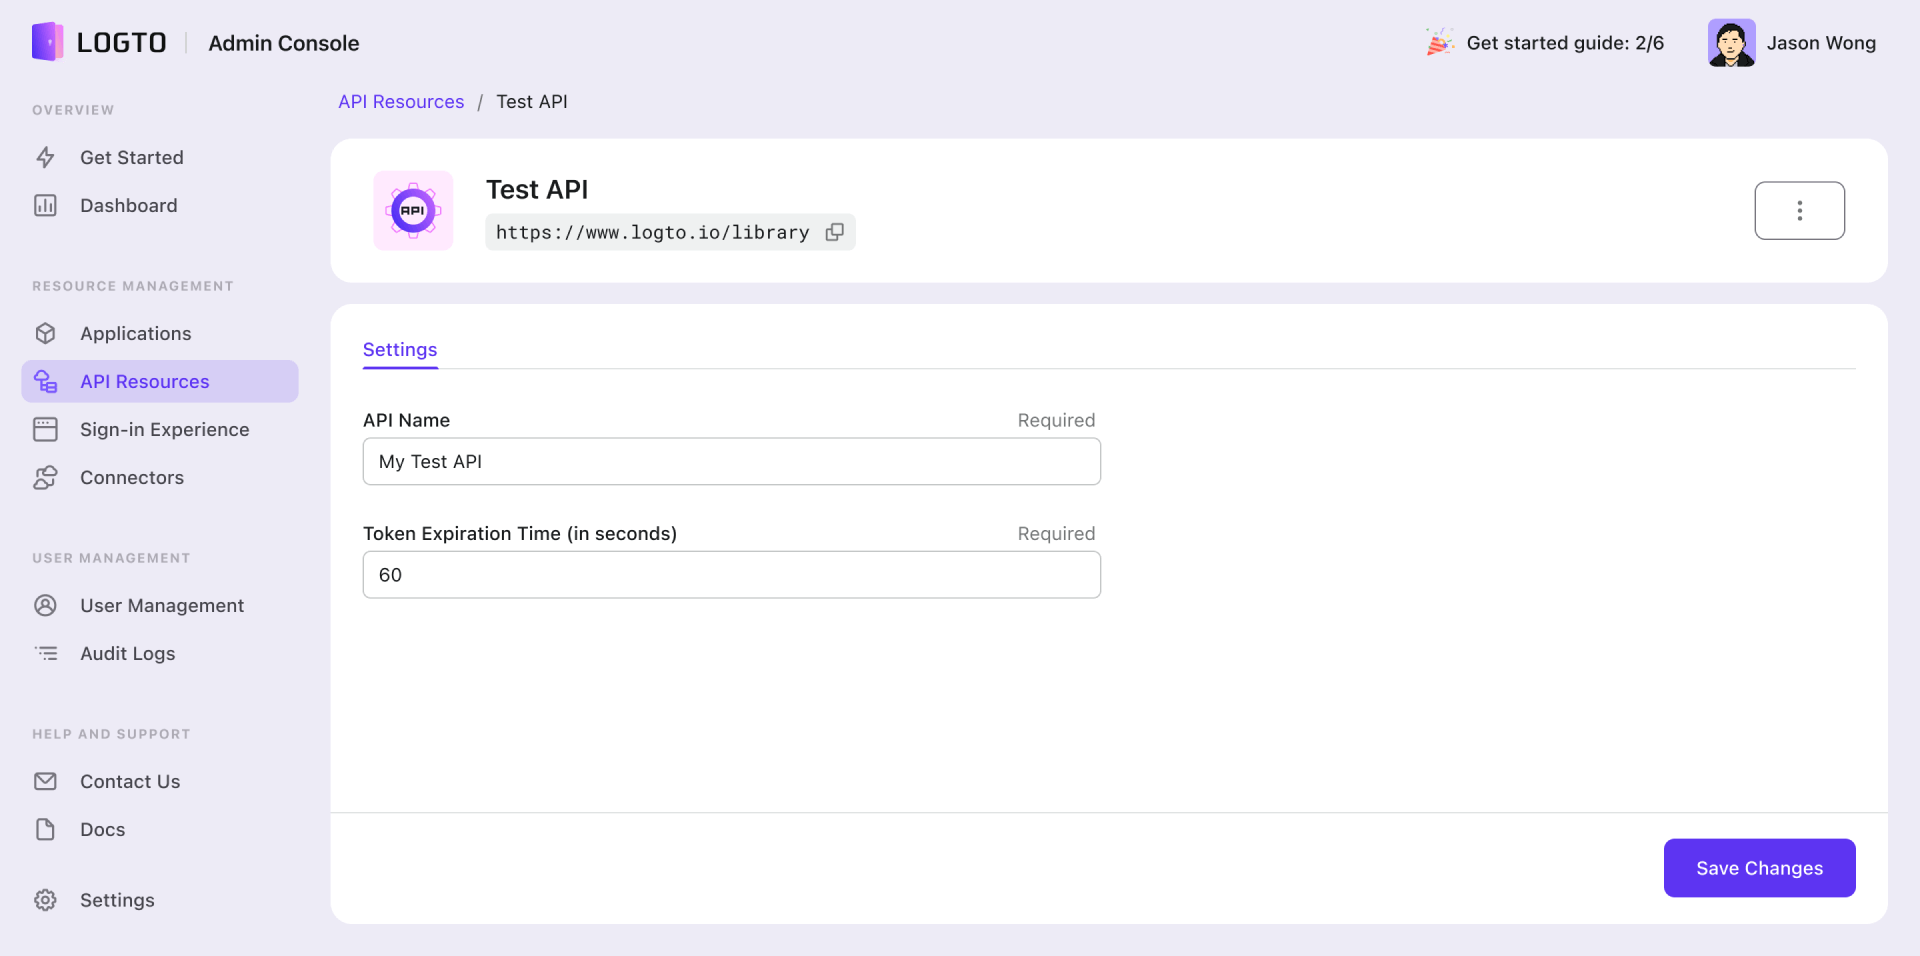 LOGTO
Admin Console
Get started guide: 2/6
Jason Wong
OVERVIEW
Get Started
Dashboard
RESOURCE MANAGEMENT
Applications
API Resources
Sign-in Experience
Connectors
USER MANAGEMENT
User Management
Audit Logs
HELP AND SUPPORT
Contact Us
Docs
Settings
API Resources / Test API
API
Test API
https://www.logto.io/library
Settings
API Name
Required
My Test API
Token Expiration Time (in seconds)
Required
60
Save Changes